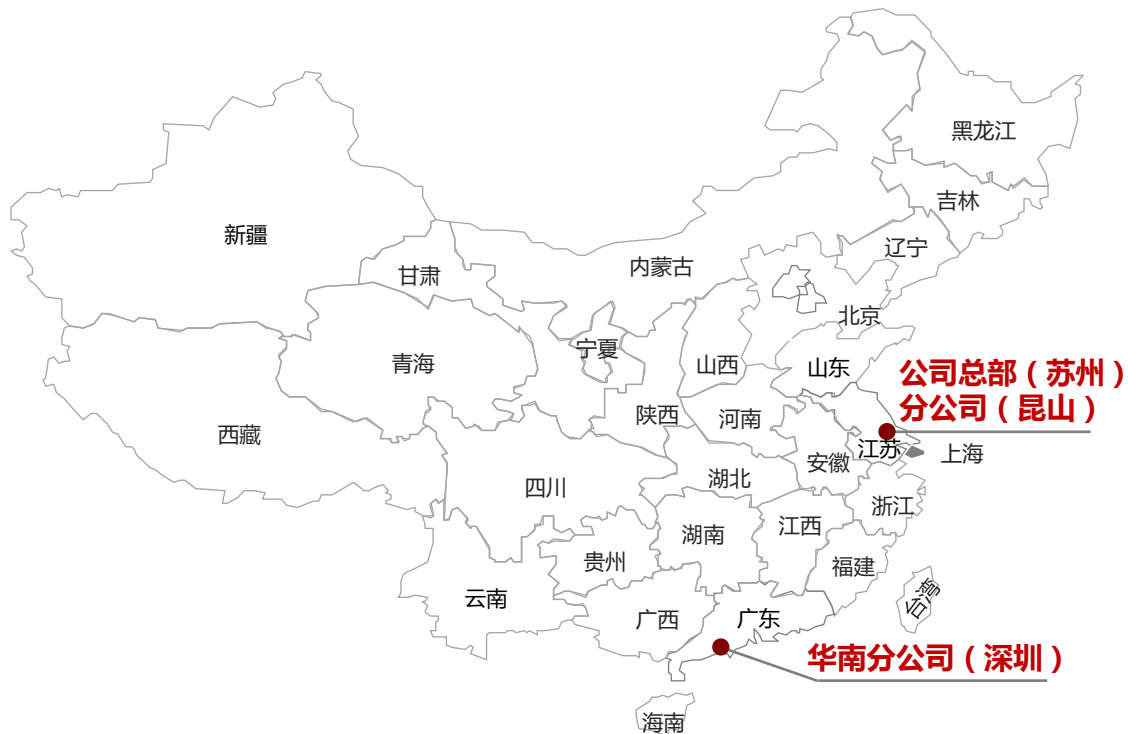 黑龙江
吉林
新疆
辽宁
内蒙古
甘肃
北京
宁夏
青海
山西
山东
公司总部（苏州）
分公司（昆山）
陕西
河南
西藏
江苏
上海
安徽
湖北
四川
浙江
江西
湖南
贵州
福建
云南
台湾
广西
广东
华南分公司（深圳）
海南